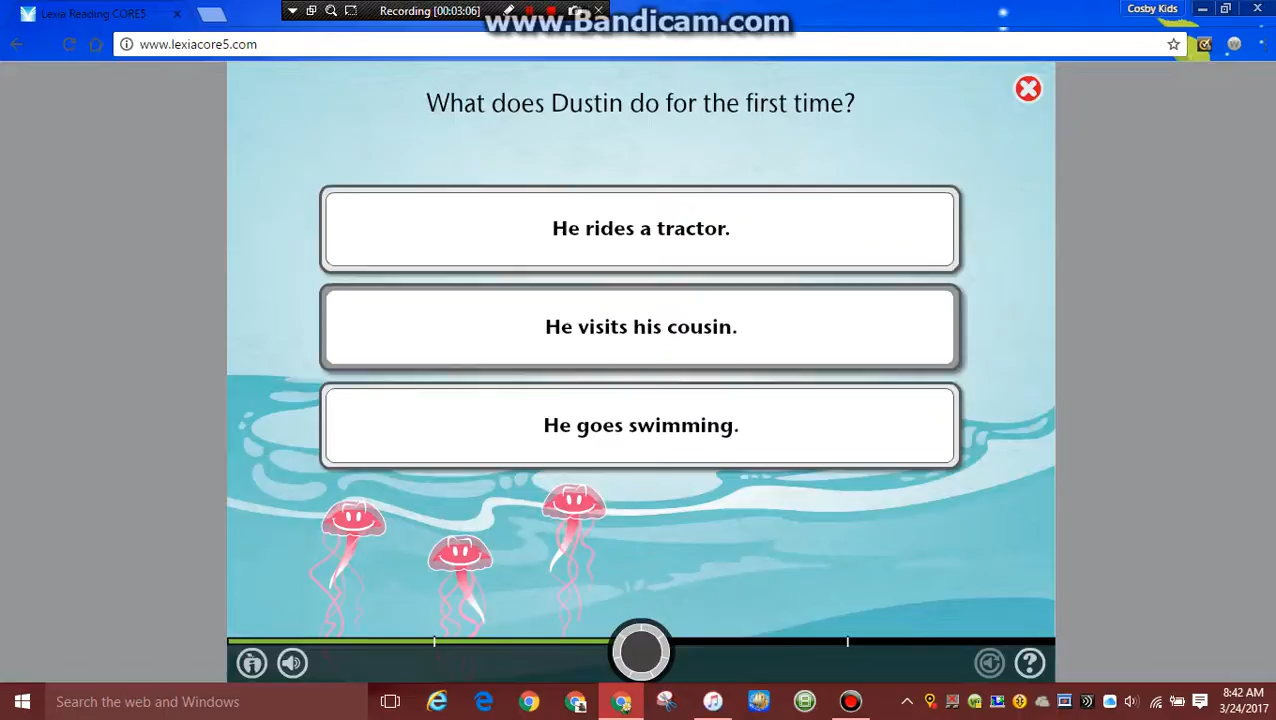 Lexia Reading CORE5
Recording [00:03:06]
www.Bandicam.com
Cosby Kids
www.lexiacore5.com
What does Dustin do for the first time?
He rides a tractor.
He visits his cousin.
He goes swimming.
Search the web and Windows
8:42 AM
3/24/2017